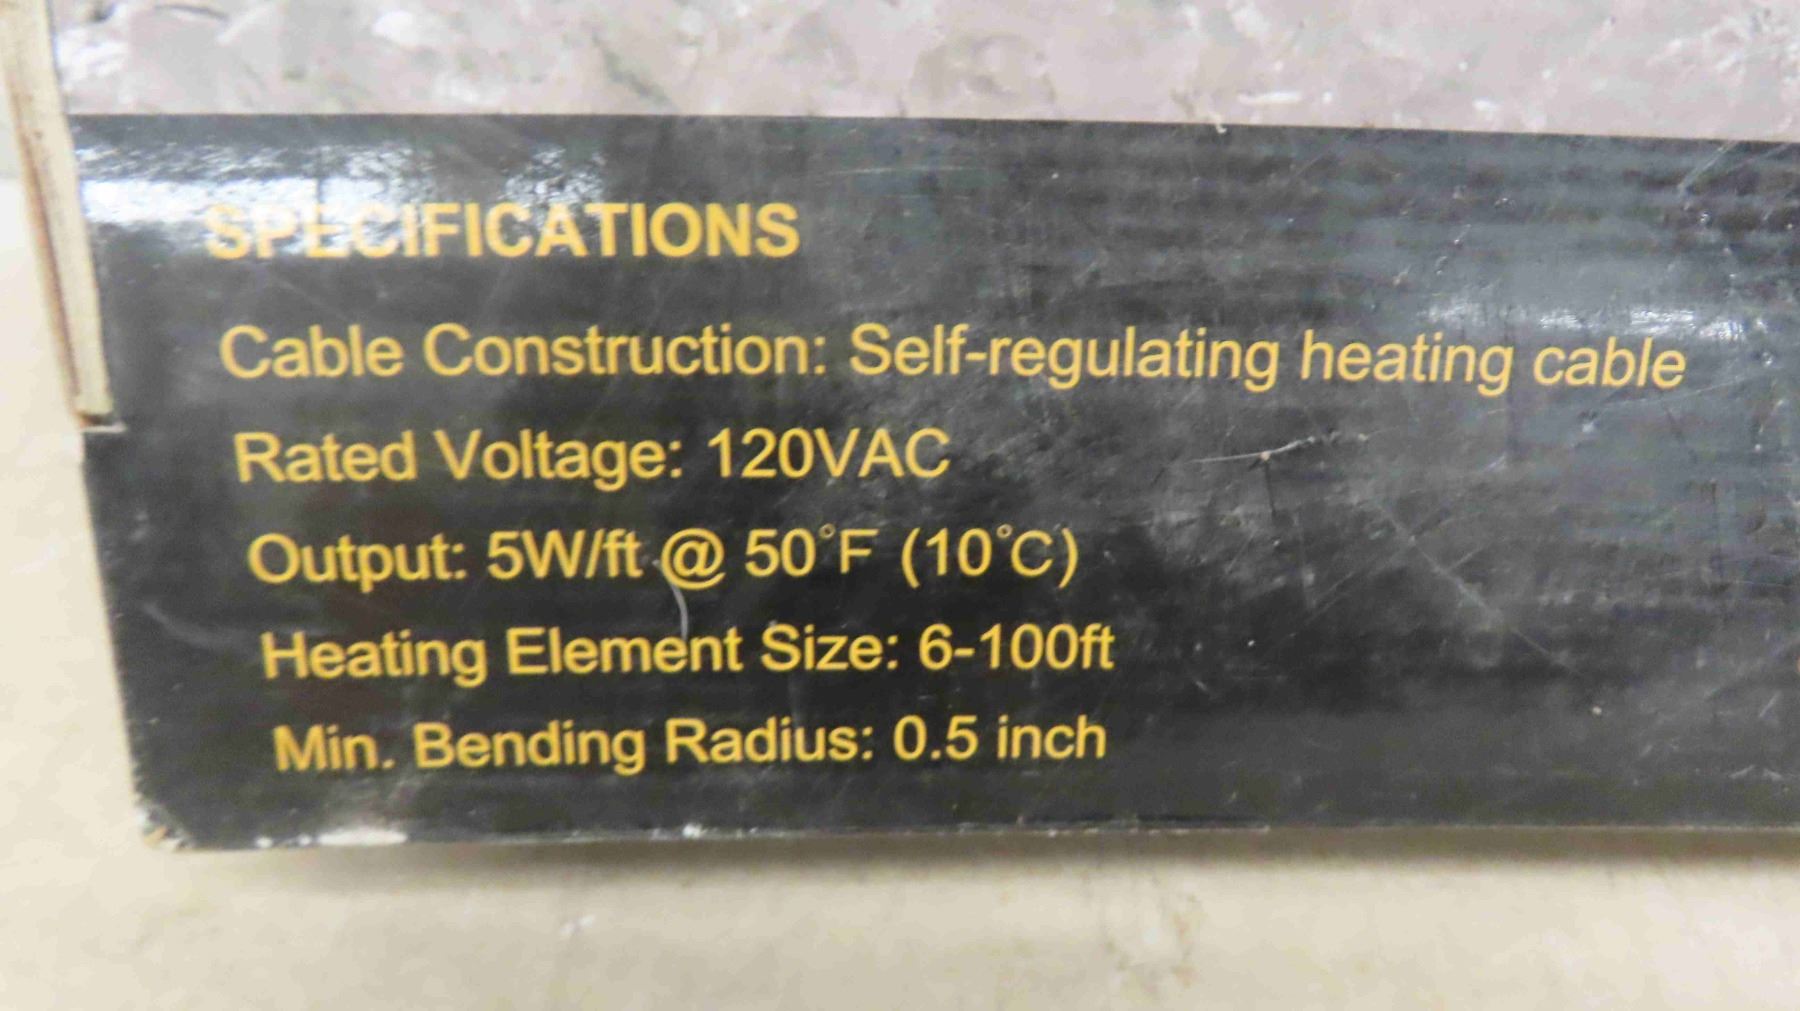 SPECIFICATIONS
Cable Construction: Self-regulating heating cable
Rated Voltage: 120VAC
Output: 5W/ft @ 50°F (10°C)
Heating Element Size: 6-100ft
Min. Bending Radius: 0.5 inch